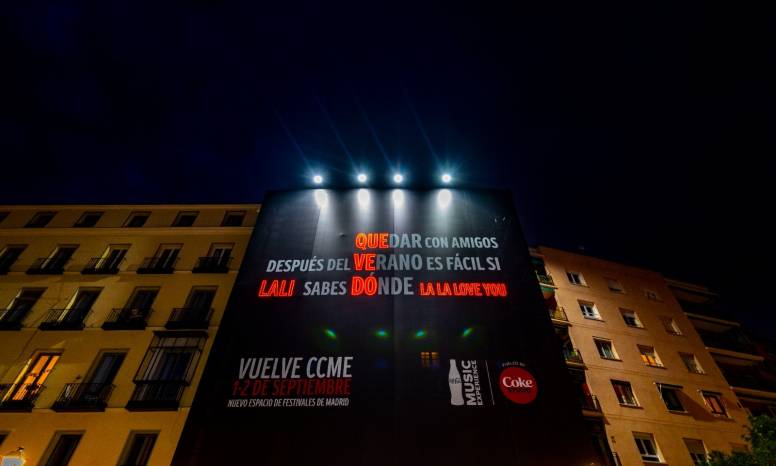 QUEDAR CON AMIGOS
DESPUÉS DEL VERANO ES FÁCIL SI
LALI SABES DÓNDE LA LA LOVE YOU
VUELVE CCME
1-2 DE SEPTIEMBRE
NUEVO ESPACIO DE FESTIVALES DE MADRID
MUSIC
EXPERIENCE
Coke